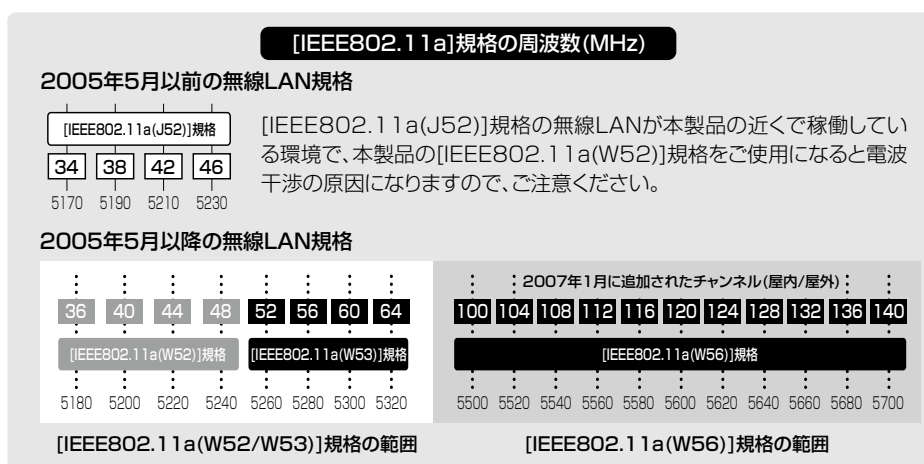 [IEEE802.11a]規格の周波数(MHz)
2005年5月以前の無線LAN規格
[IEEE802.11a(J52)]規格
34 38 42 46
5170 5190 5210 5230
[IEEE802.11a(J52)]規格の無線LANが本製品の近くで稼働してい
る環境で、本製品の[IEEE802.11a(W52)]規格をご使用になると電波
干渉の原因になりますので、ご注意ください。
2005年5月以降の無線LAN規格
2007年1月に追加されたチャンネル(屋内/屋外)
36 40 44 48 52 56 60 64 100 104 108 112 116 120 124 128 132 136 140
[IEEE802.11a(W52)]規格 [IEEE802.11a(W53)]規格 [IEEE802.11a(W56)]規格
5180 5200 5220 5240 5260 5280 5300 5320 5500 5520 5540 5560 5580 5600 5620 5640 5660 5680 5700
[IEEE802.11a(W52/W53)]規格の範囲 [IEEE802.11a(W56)]規格の範囲